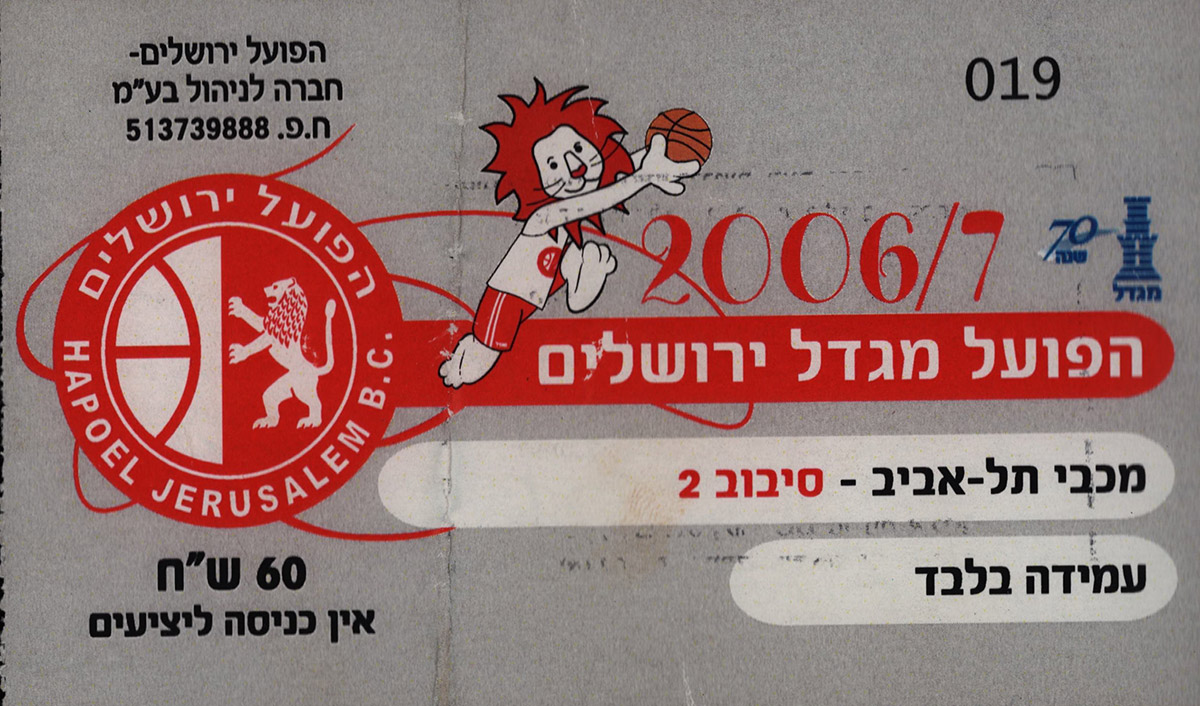 הפועל ירושלים-
חברה לניהול בע"מ
ח.פ. 513739888
019
הפועל ירושלים
HAPOEL JERUSALEM B.C.
2006/7
70
שנה
מגדל
הפועל מגדל ירושלים
מכבי תל-אביב - סיבוב 2
עמידה בלבד
60 ש"ח
אין כניסה ליציעים